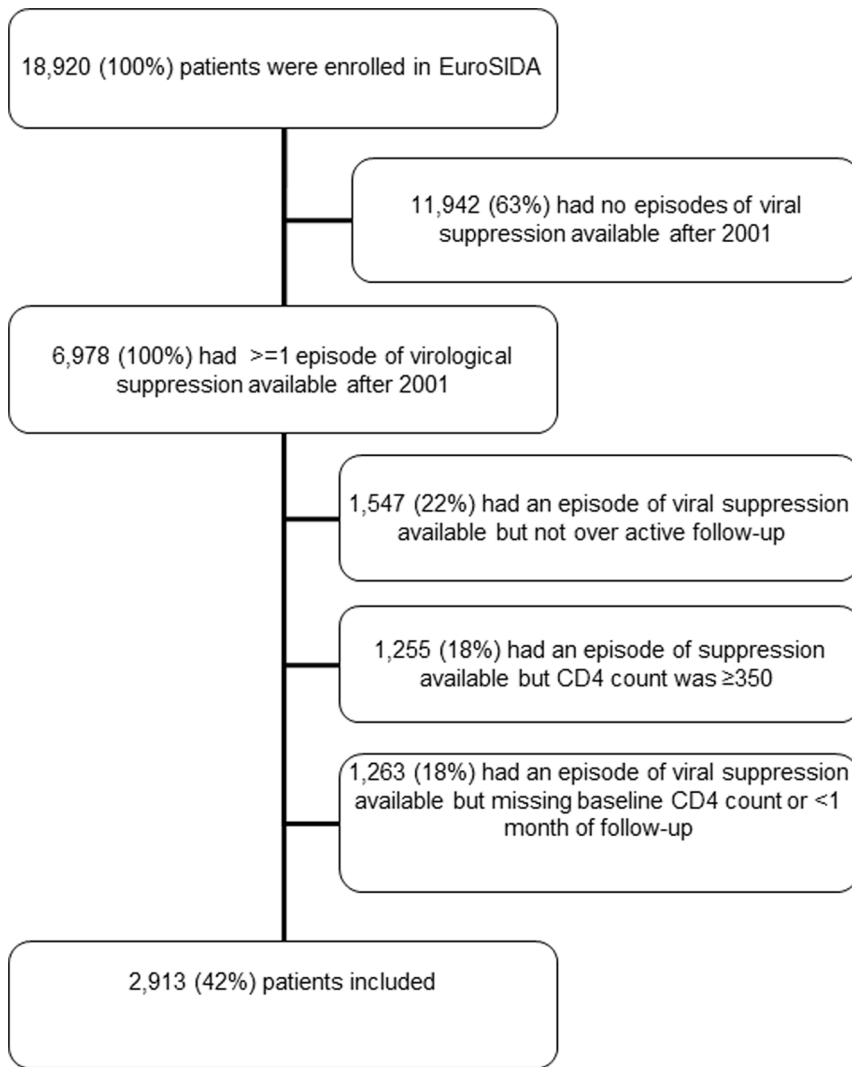 18,920 (100%) patients were enrolled in EuroSIDA
11,942 (63%) had no episodes of viral
suppression available after 2001
6,978 (100%) had  >=1 episode of virological
suppression available after 2001
1,547 (22%) had an episode of viral suppression
available but not over active follow-up
1,255 (18%) had an episode of suppression
available but CD4 count was ≥350
1,263 (18%) had an episode of viral suppression
available but missing baseline CD4 count or <1
month of follow-up
2,913 (42%) patients included